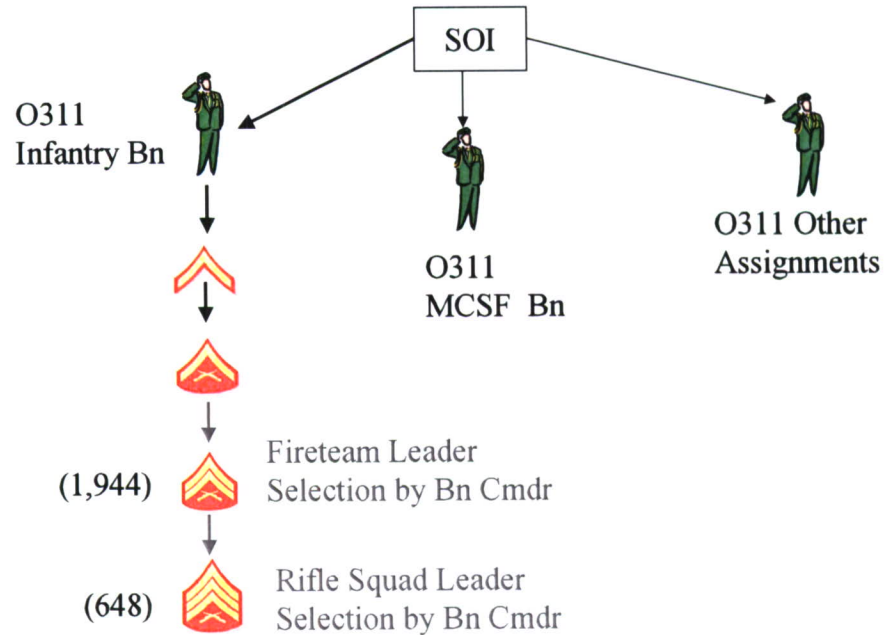 SOI
O311
Infantry Bn
O311
MCSF Bn
O311 Other
Assignments
(1,944)
Fireteam Leader
Selection by Bn Cmdr
(648)
Rifle Squad Leader
Selection by Bn Cmdr